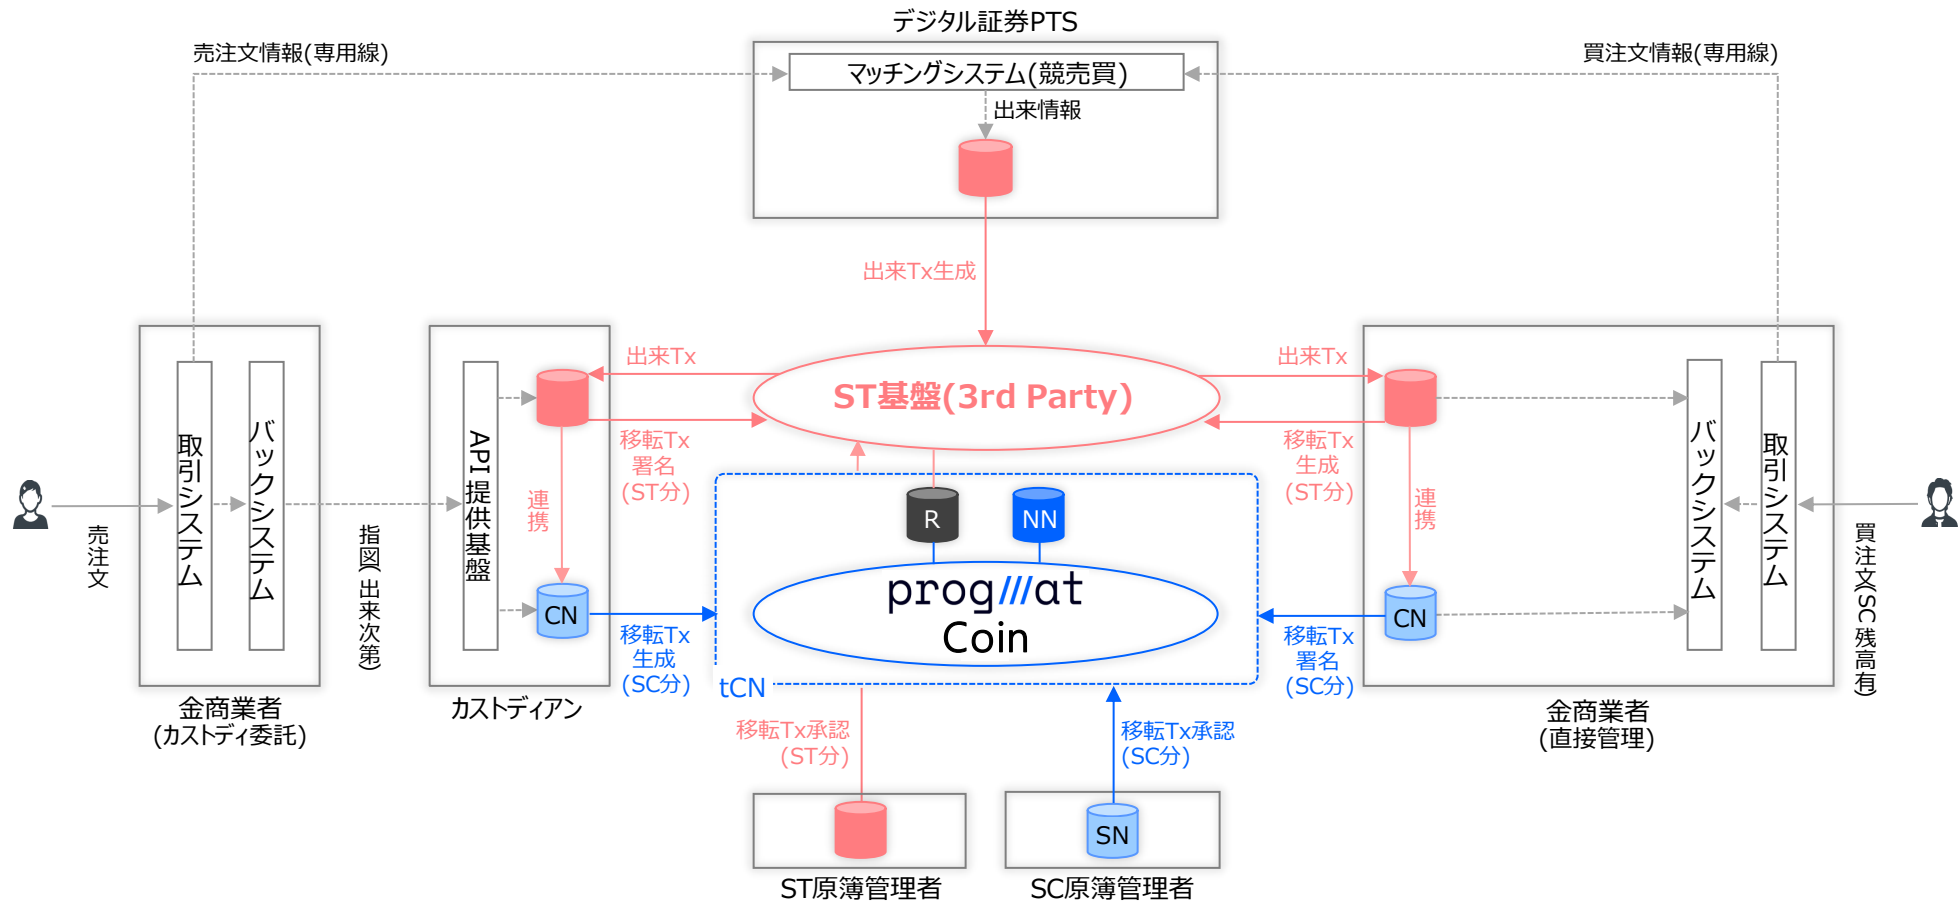 デジタル証券PTS
売注文情報(専用線)
買注文情報(専用線)
マッチングシステム(競売買)
出来情報
出来Tx生成
出来Tx
出来Tx
ST基盤(3rd Party)
取引システム
バックシステム
API提供基盤
移転Tx
署名
(ST分)
移転Tx
生成
(ST分)
バックシステム
取引システム
連携
連携
R
NN
売注文
指図(出来次第)
買注文(SC残高有)
progmat
Coin
CN
CN
移転Tx
生成
(SC分)
移転Tx
署名
(SC分)
tCN
金商業者
(カストディ委託)
カストディアン
金商業者
(直接管理)
移転Tx承認
(ST分)
移転Tx承認
(SC分)
SN
ST原簿管理者
SC原簿管理者